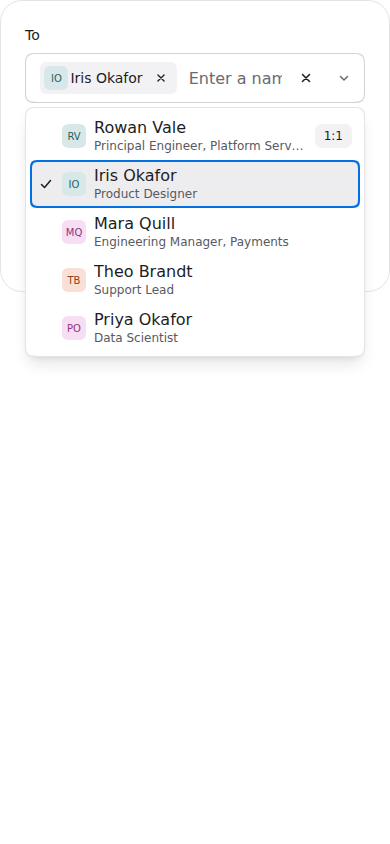 To
IO Iris Okafor Enter a nam
RV Rowan Vale
Principal Engineer, Platform Serv… 1:1
IO Iris Okafor
Product Designer
MQ Mara Quill
Engineering Manager, Payments
TB Theo Brandt
Support Lead
PO Priya Okafor
Data Scientist